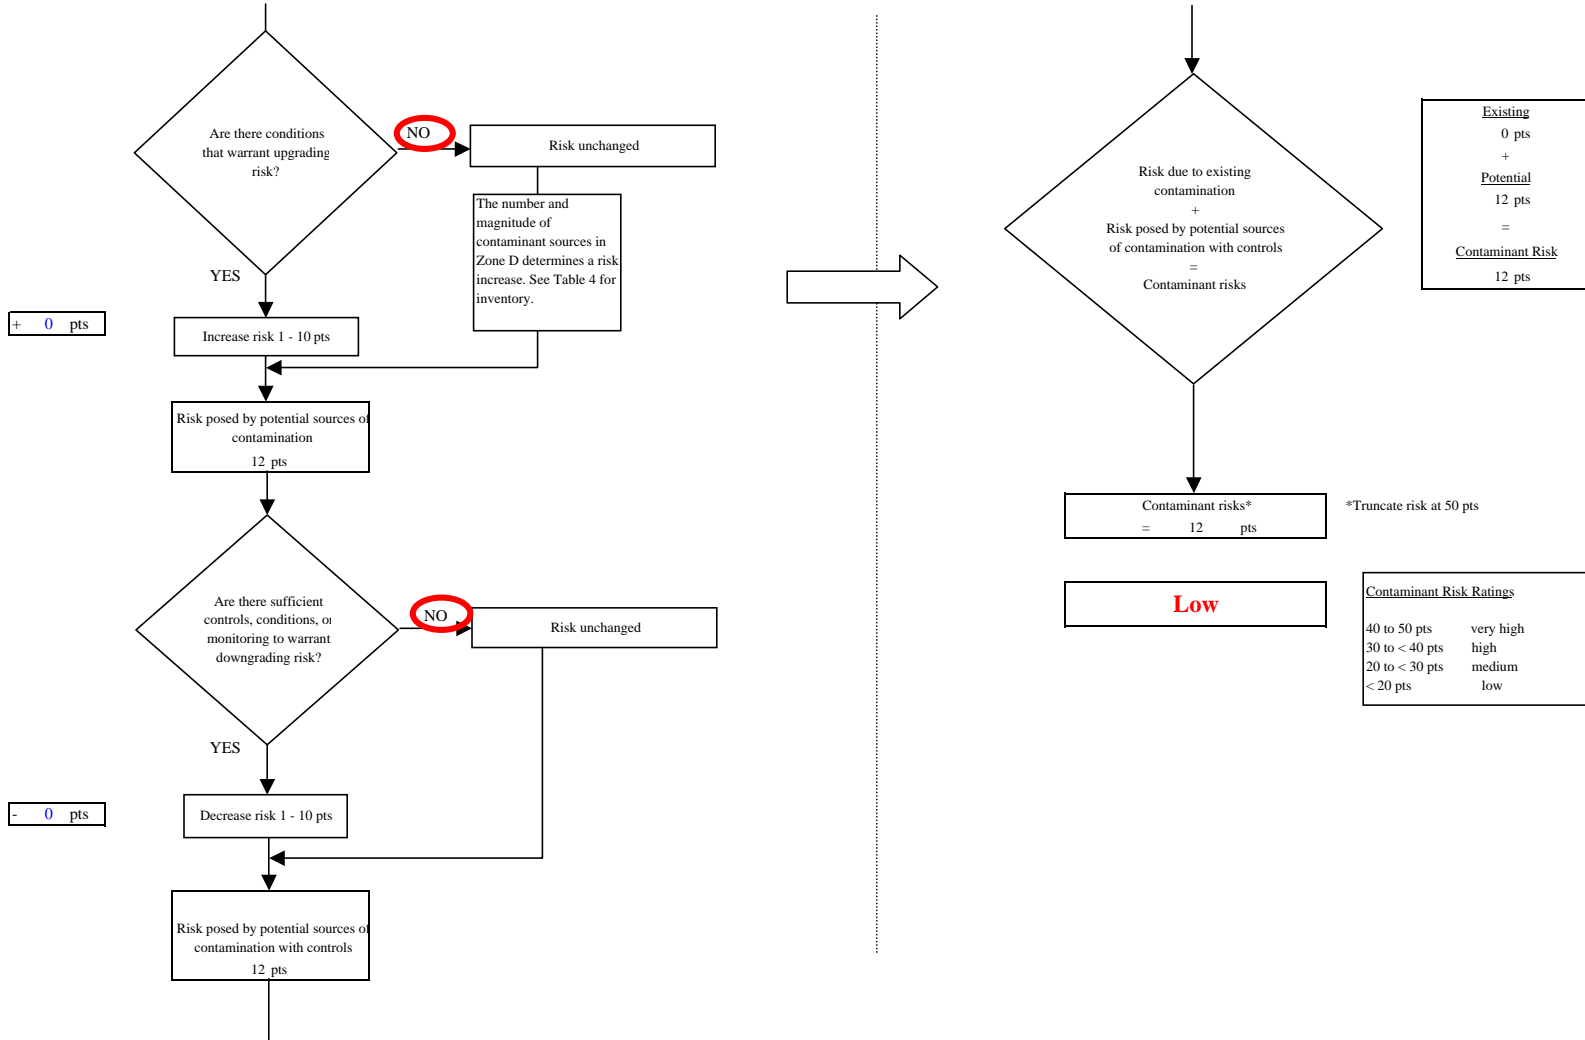 Are there conditions
that warrant upgrading
risk?
NO
Risk unchanged
The number and
magnitude of
contaminant sources in
Zone D determines a risk
increase. See Table 4 for
inventory.
YES
+ 0 pts
Increase risk 1 - 10 pts
Risk posed by potential sources of
contamination
12 pts
Are there sufficient
controls, conditions, or
monitoring to warrant
downgrading risk?
NO
Risk unchanged
YES
- 0 pts
Decrease risk 1 - 10 pts
Risk posed by potential sources of
contamination with controls
12 pts
Risk due to existing
contamination
+
Risk posed by potential sources
of contamination with controls
=
Contaminant risks
Existing
0 pts
+
Potential
12 pts
=
Contaminant Risk
12 pts
Contaminant risks*
= 12 pts
*Truncate risk at 50 pts
Low
Contaminant Risk Ratings
40 to 50 pts very high
30 to < 40 pts high
20 to < 30 pts medium
< 20 pts low